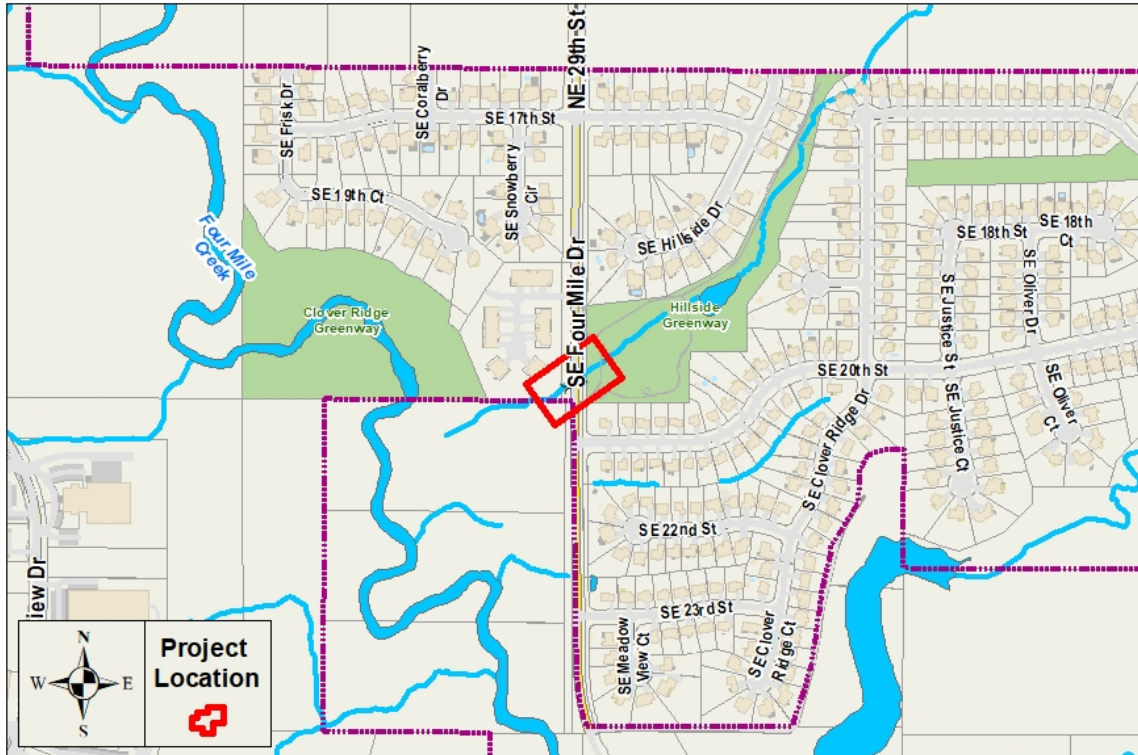 NE 29th St
SE Coralberry
Dr
SE Frisk Dr
SE 17th ST
SE Snowberry
Cir
SE 19th Ct
SE Hillside Dr
SE 18th St
SE 18th
Ct
SE Oliver Dr
SE Justice St
Four Mile
Creek
Clover Ridge
Greenway
SE Four Mile Dr
Hillside
Greenway
SE 20th St
SE Oliver
Ct
SE Justice Ct
SE Clover Ridge Dr
SE 22nd St
SE 23rd St
SE Meadow
View Ct
SE Clover
Ridge Ct
iew Dr
N
W
E
S
Project
Location